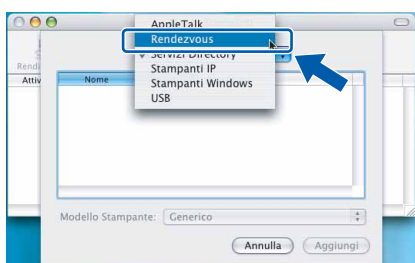 AppleTalk
Rendezvous
Servizi Directory
Stampanti IP
Stampanti Windows
USB
Rendi
Attiv
Nome
Modello Stampante: Generico
Annulla
Aggiungi